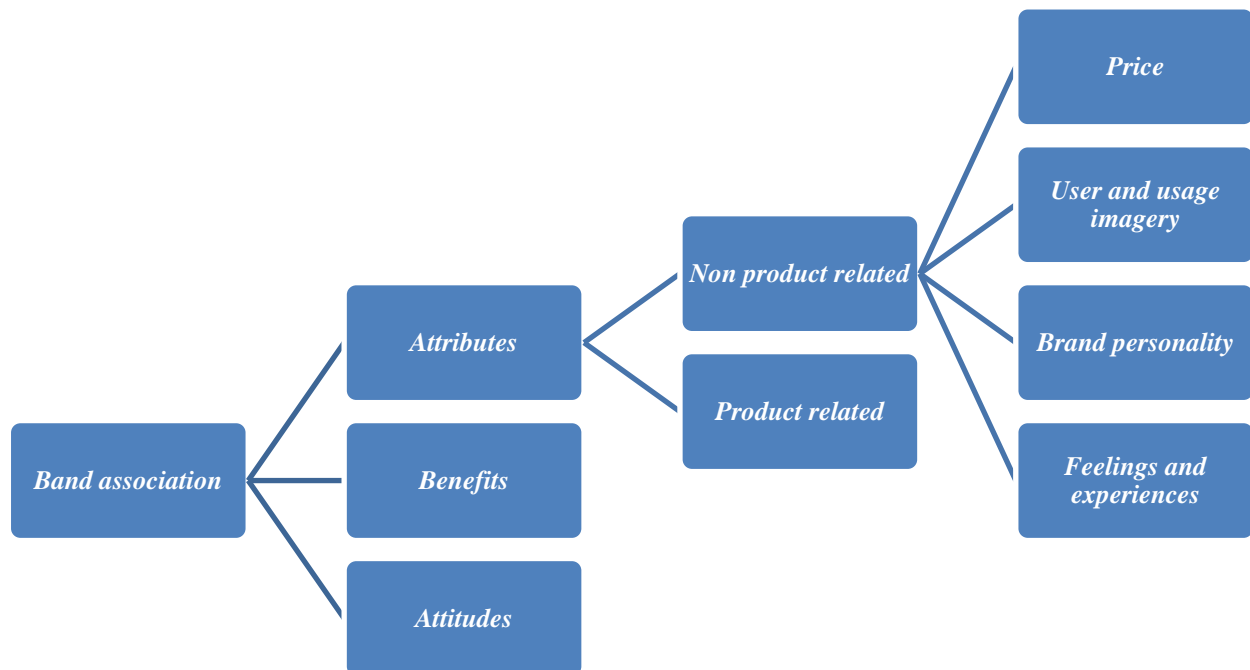 Price
User and usage
imagery
Non product related
Attributes
Brand personality
Product related
Band association
Benefits
Feelings and
experiences
Attitudes